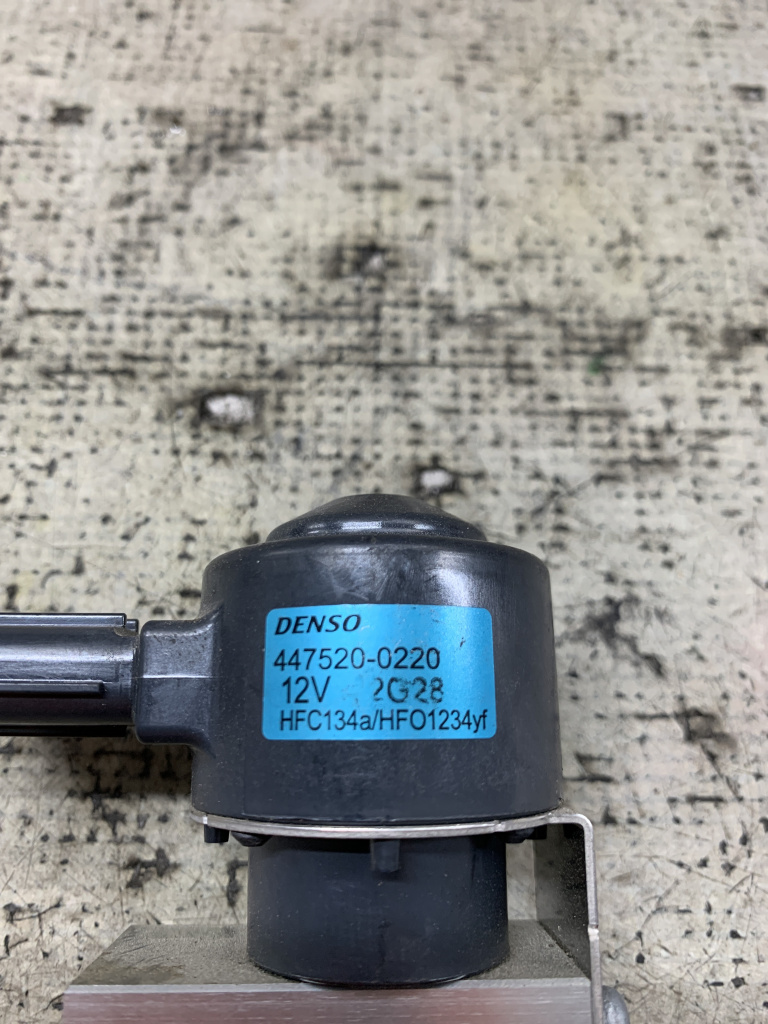 DENSO
447520-0220
12V 2G28
HFC134a/HFO1234yf